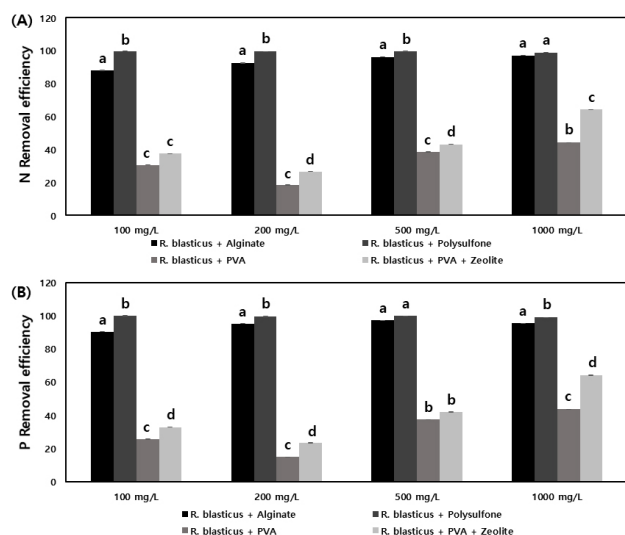 (A)
N Removal efficiency
120
100
80
60
40
20
0
a b c c
a b c d
a b c d
a a b c
100 mg/L 200 mg/L 500 mg/L 1000 mg/L
R. blasticus + Alginate R. blasticus + Polysulfone
R. blasticus + PVA R. blasticus + PVA + Zeolite
(B)
P Removal efficiency
120
100
80
60
40
20
0
a b c d
a b c d
a a b b
a b c d
100 mg/L 200 mg/L 500 mg/L 1000 mg/L
R. blasticus + Alginate R. blasticus + Polysulfone
R. blasticus + PVA R. blasticus + PVA + Zeolite